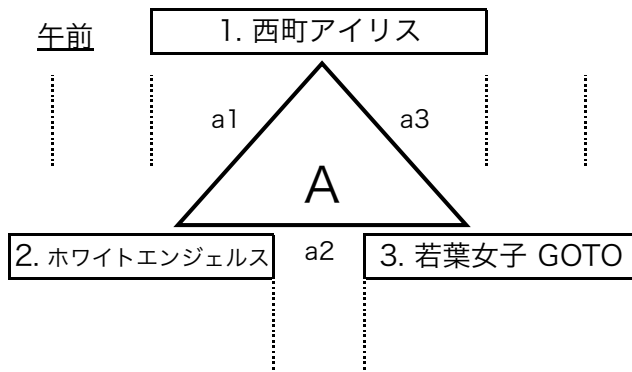 午前
1. 西町アイリス
a1
a3
A
2. ホワイトエンジェルス
a2
3. 若葉女子 GOTO